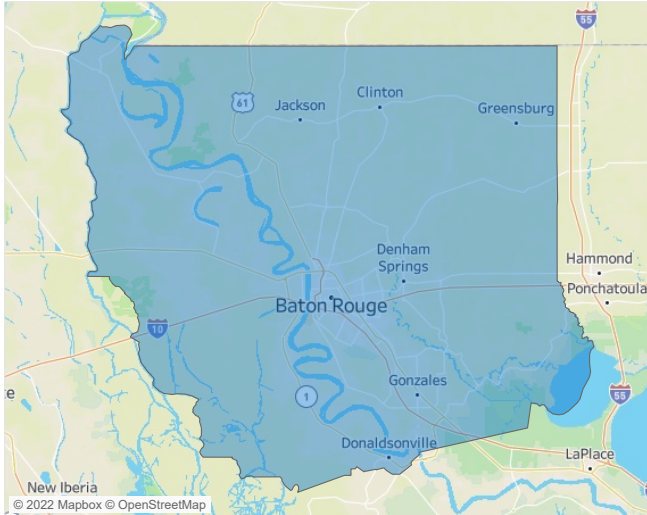 55
61
Jackson
Clinton
Greensburg
Denham
Springs
Hammond
Ponchatoula
Baton Rouge
10
Gonzales
1
55
Donaldsonville
LaPlace
New Iberia
© 2022 Mapbox © OpenStreetMap